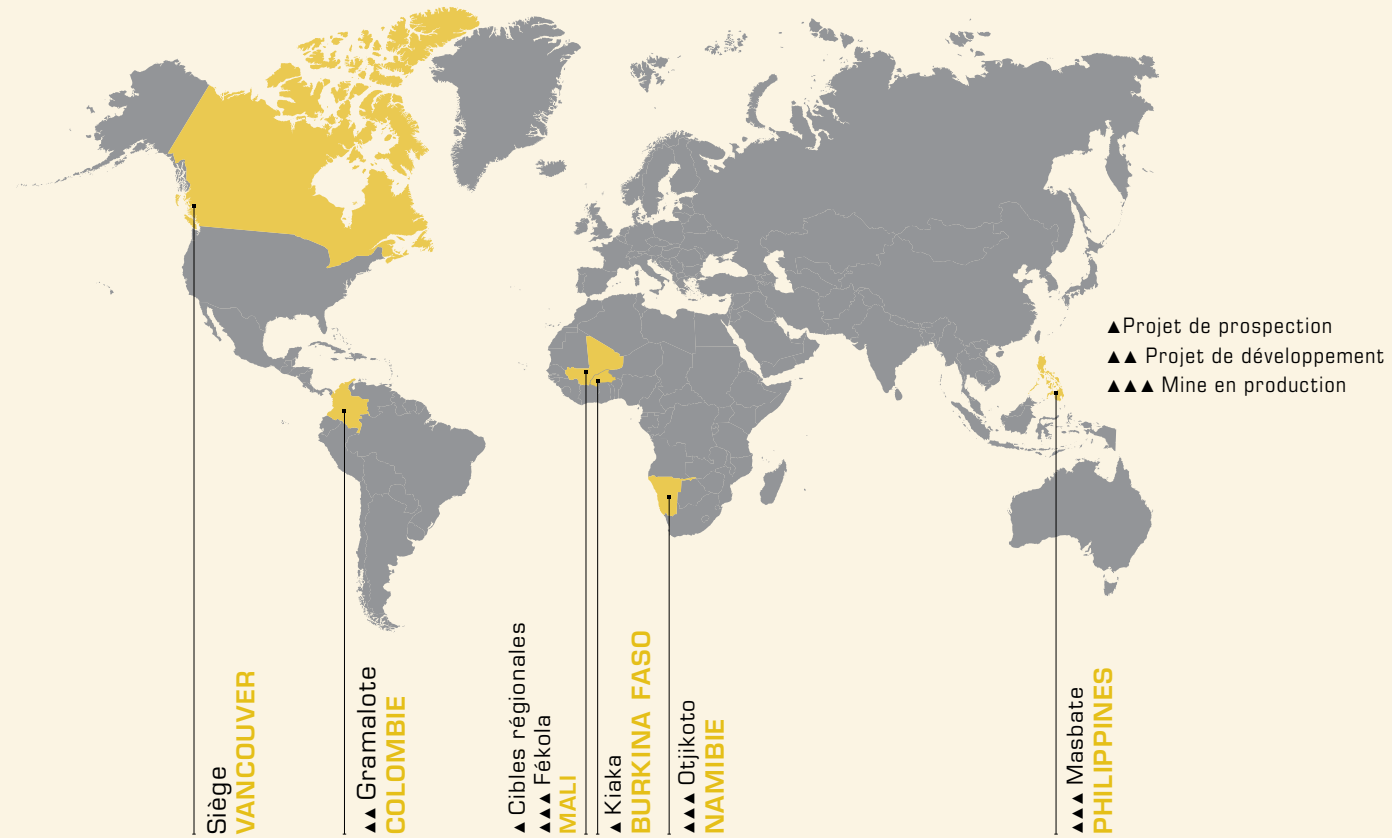 ▲Projet de prospection
▲▲ Projet de développement
▲▲▲ Mine en production
Siège
VANCOUVER
▲▲ Gramalote
COLOMBIE
▲ Cibles régionales
▲▲▲ Fékola
MALI
▲ Kiaka
BURKINA FASO
▲▲▲ Otjikoto
NAMIBIE
▲▲▲ Masbate
PHILIPPINES